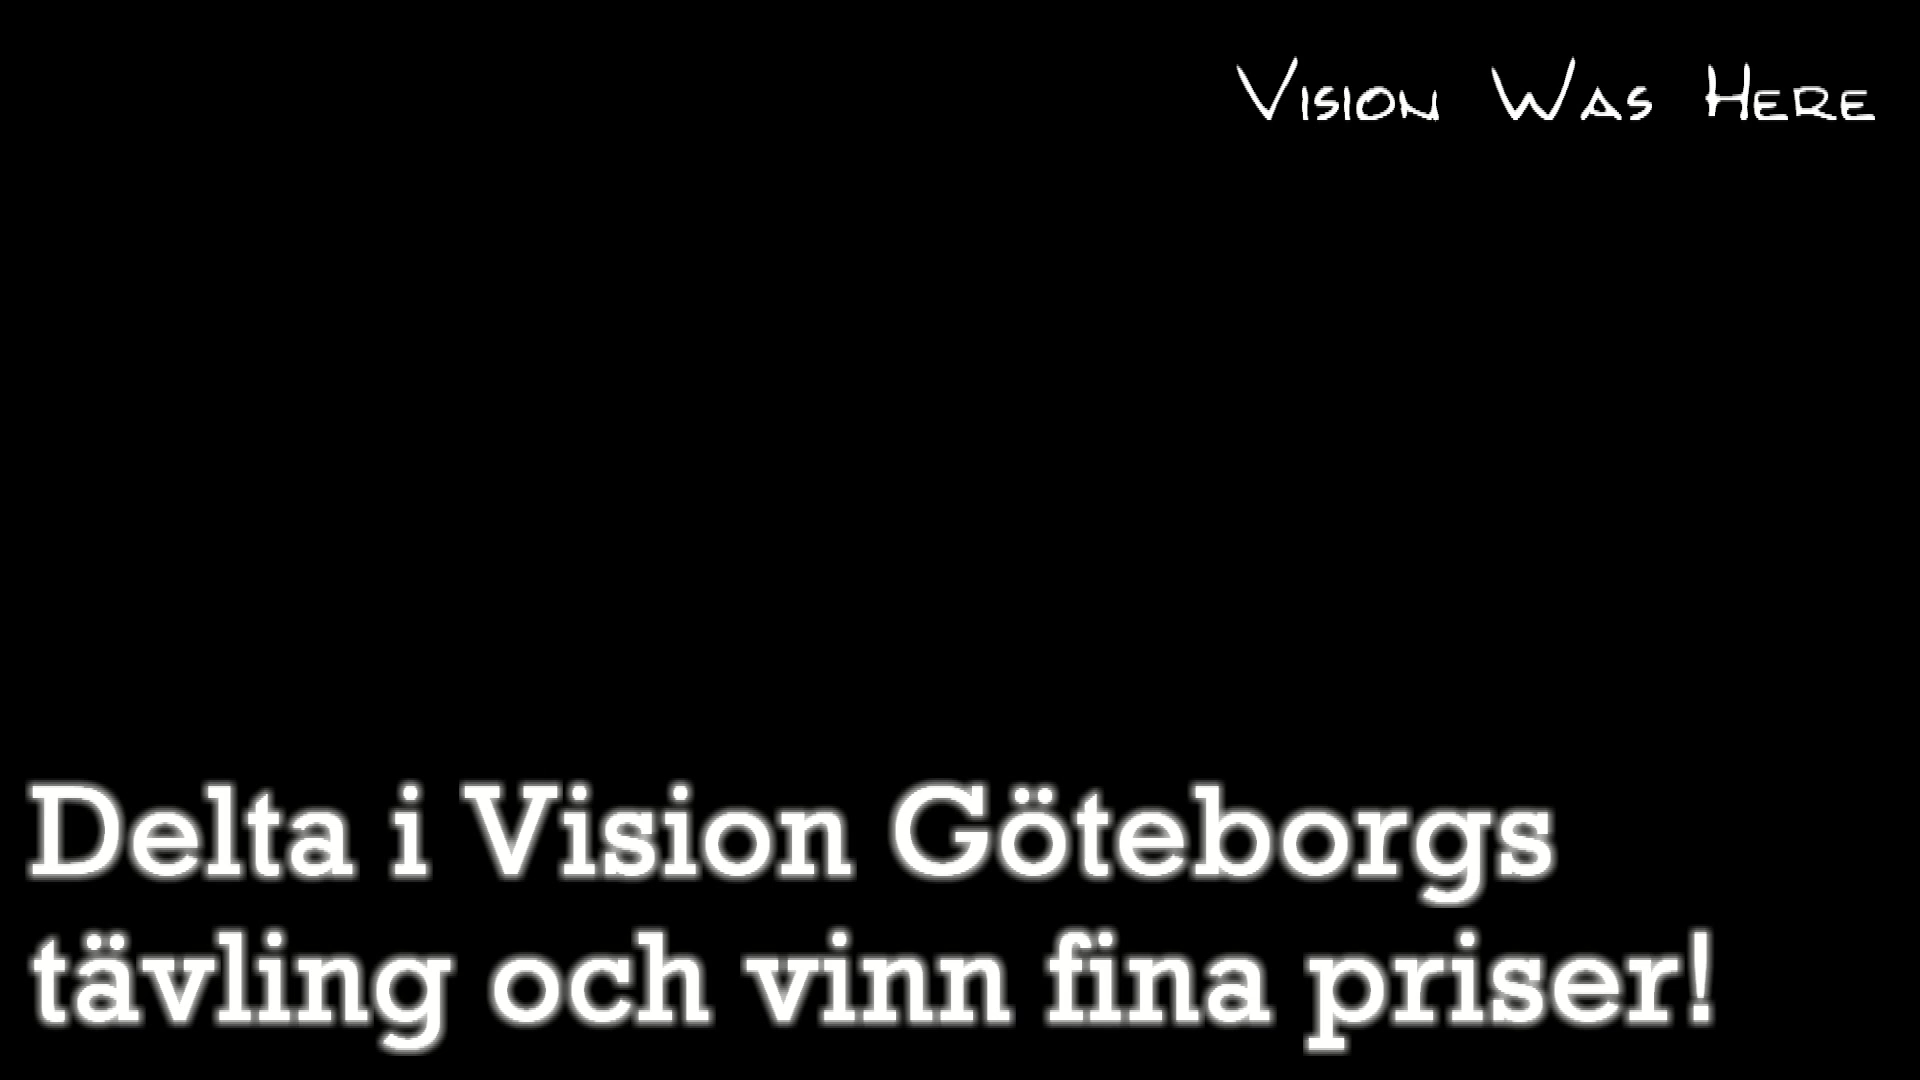 Vision Was Here
Delta i Vision Göteborgs
tävling och vinn fina priser!